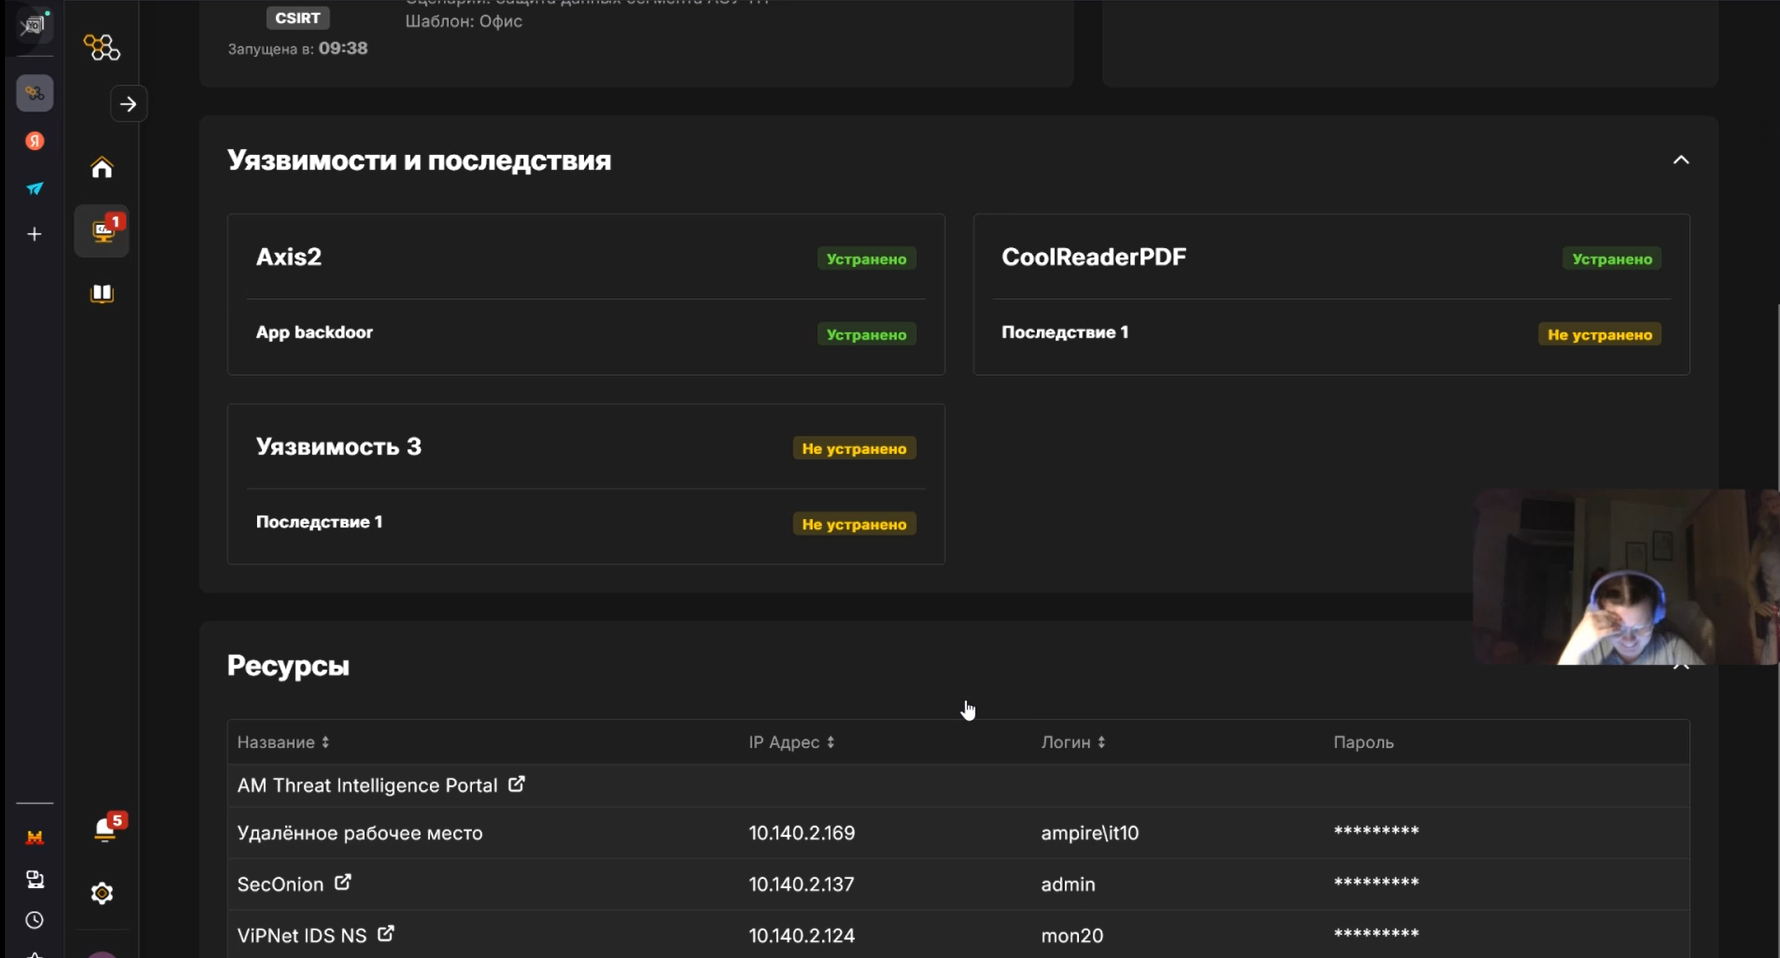 CSIRT
Шаблон: Офис
Запущена в: 09:38
Уязвимости и последствия
Axis2
Устранено
App backdoor
Устранено
CoolReaderPDF
Устранено
Последствие 1
Не устранено
Уязвимость 3
Не устранено
Последствие 1
Не устранено
Ресурсы
Название IP Адрес Логин Пароль
AM Threat Intelligence Portal
Удалённое рабочее место 10.140.2.169 ampire\it10 *********
SecOnion 10.140.2.137 admin *********
ViPNet IDS NS 10.140.2.124 mon20 *********
1
5
Я